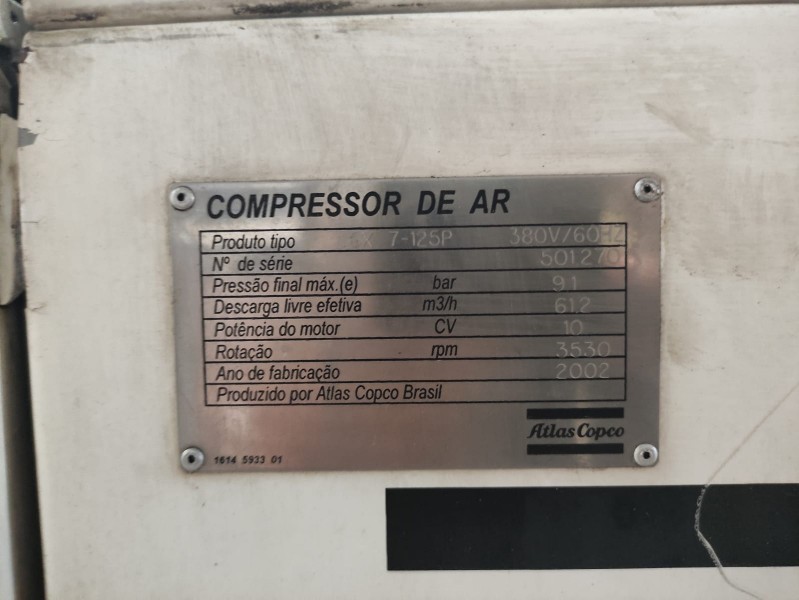 COMPRESSOR DE AR
Produto tipo 7-125P 380V/60HZ
Nº de série
Pressão final máx.(e) bar 9.1
Descarga livre efetiva m3/h 61.2
Potência do motor CV 10
Rotação rpm 3530
Ano de fabricação 2002
Produzido por Atlas Copco Brasil
Atlas Copco
1614 5933 01